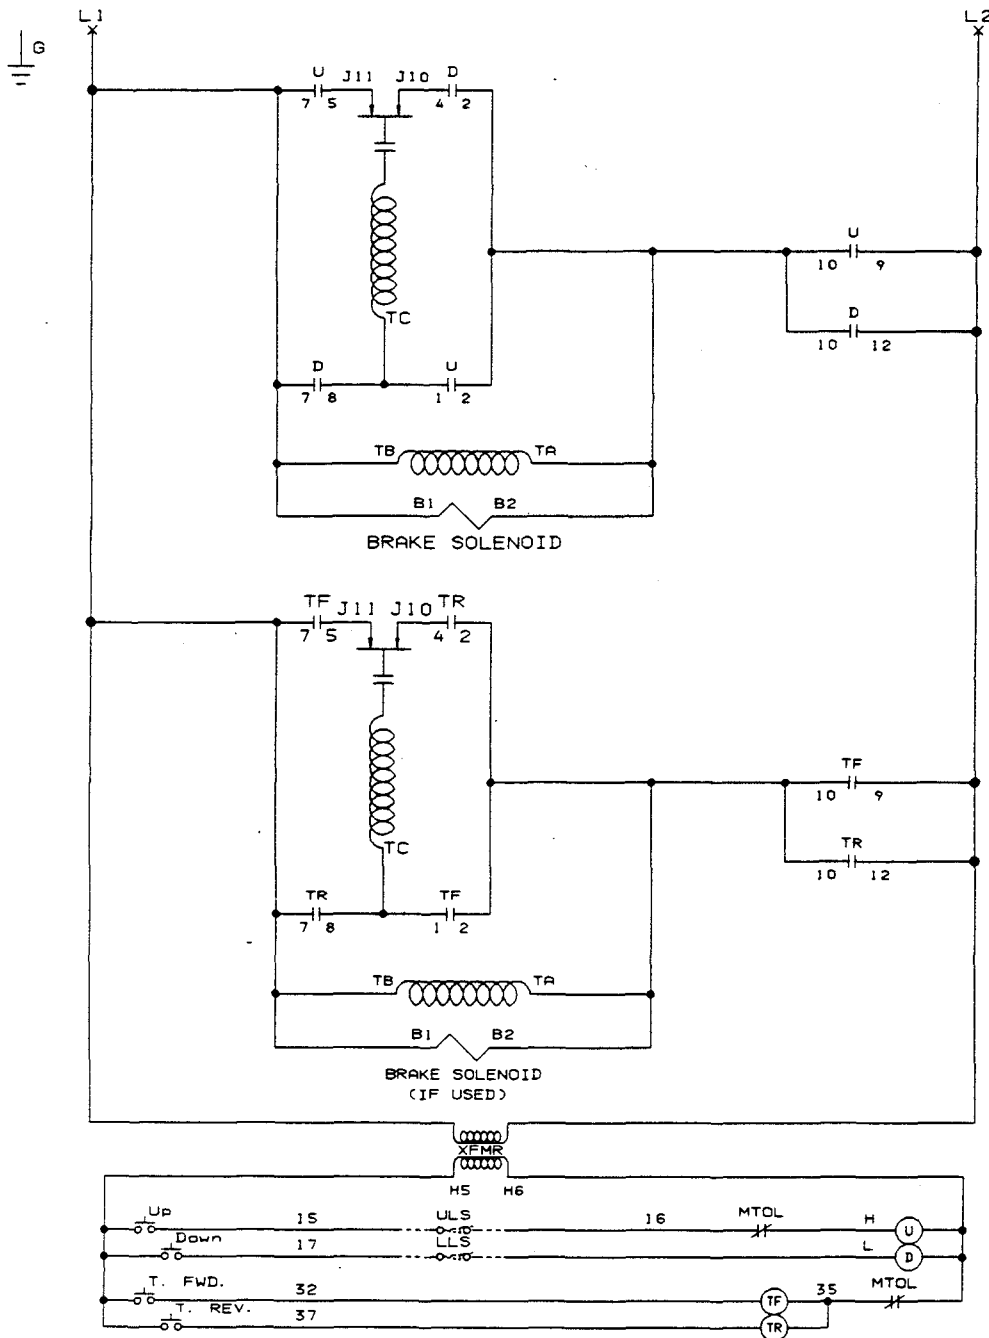 L1 L2
G
U J11 J10 D
7 5 4 2
TC
U
10 9
D
10 12
D U
7 8 1 2
TB TA
B1 B2
BRAKE SOLENOID
TF J11 J10 TR
7 5 4 2
TC
TF
10 9
TR
10 12
TR TF
7 8 1 2
TB TA
B1 B2
BRAKE SOLENOID
(IF USED)
XFMR
H5 H6
Up 15 ULS 16 MTOL H U
Down 17 LLS L D
T. FWD. 32 TF 35 MTOL
T. REV. 37 TR